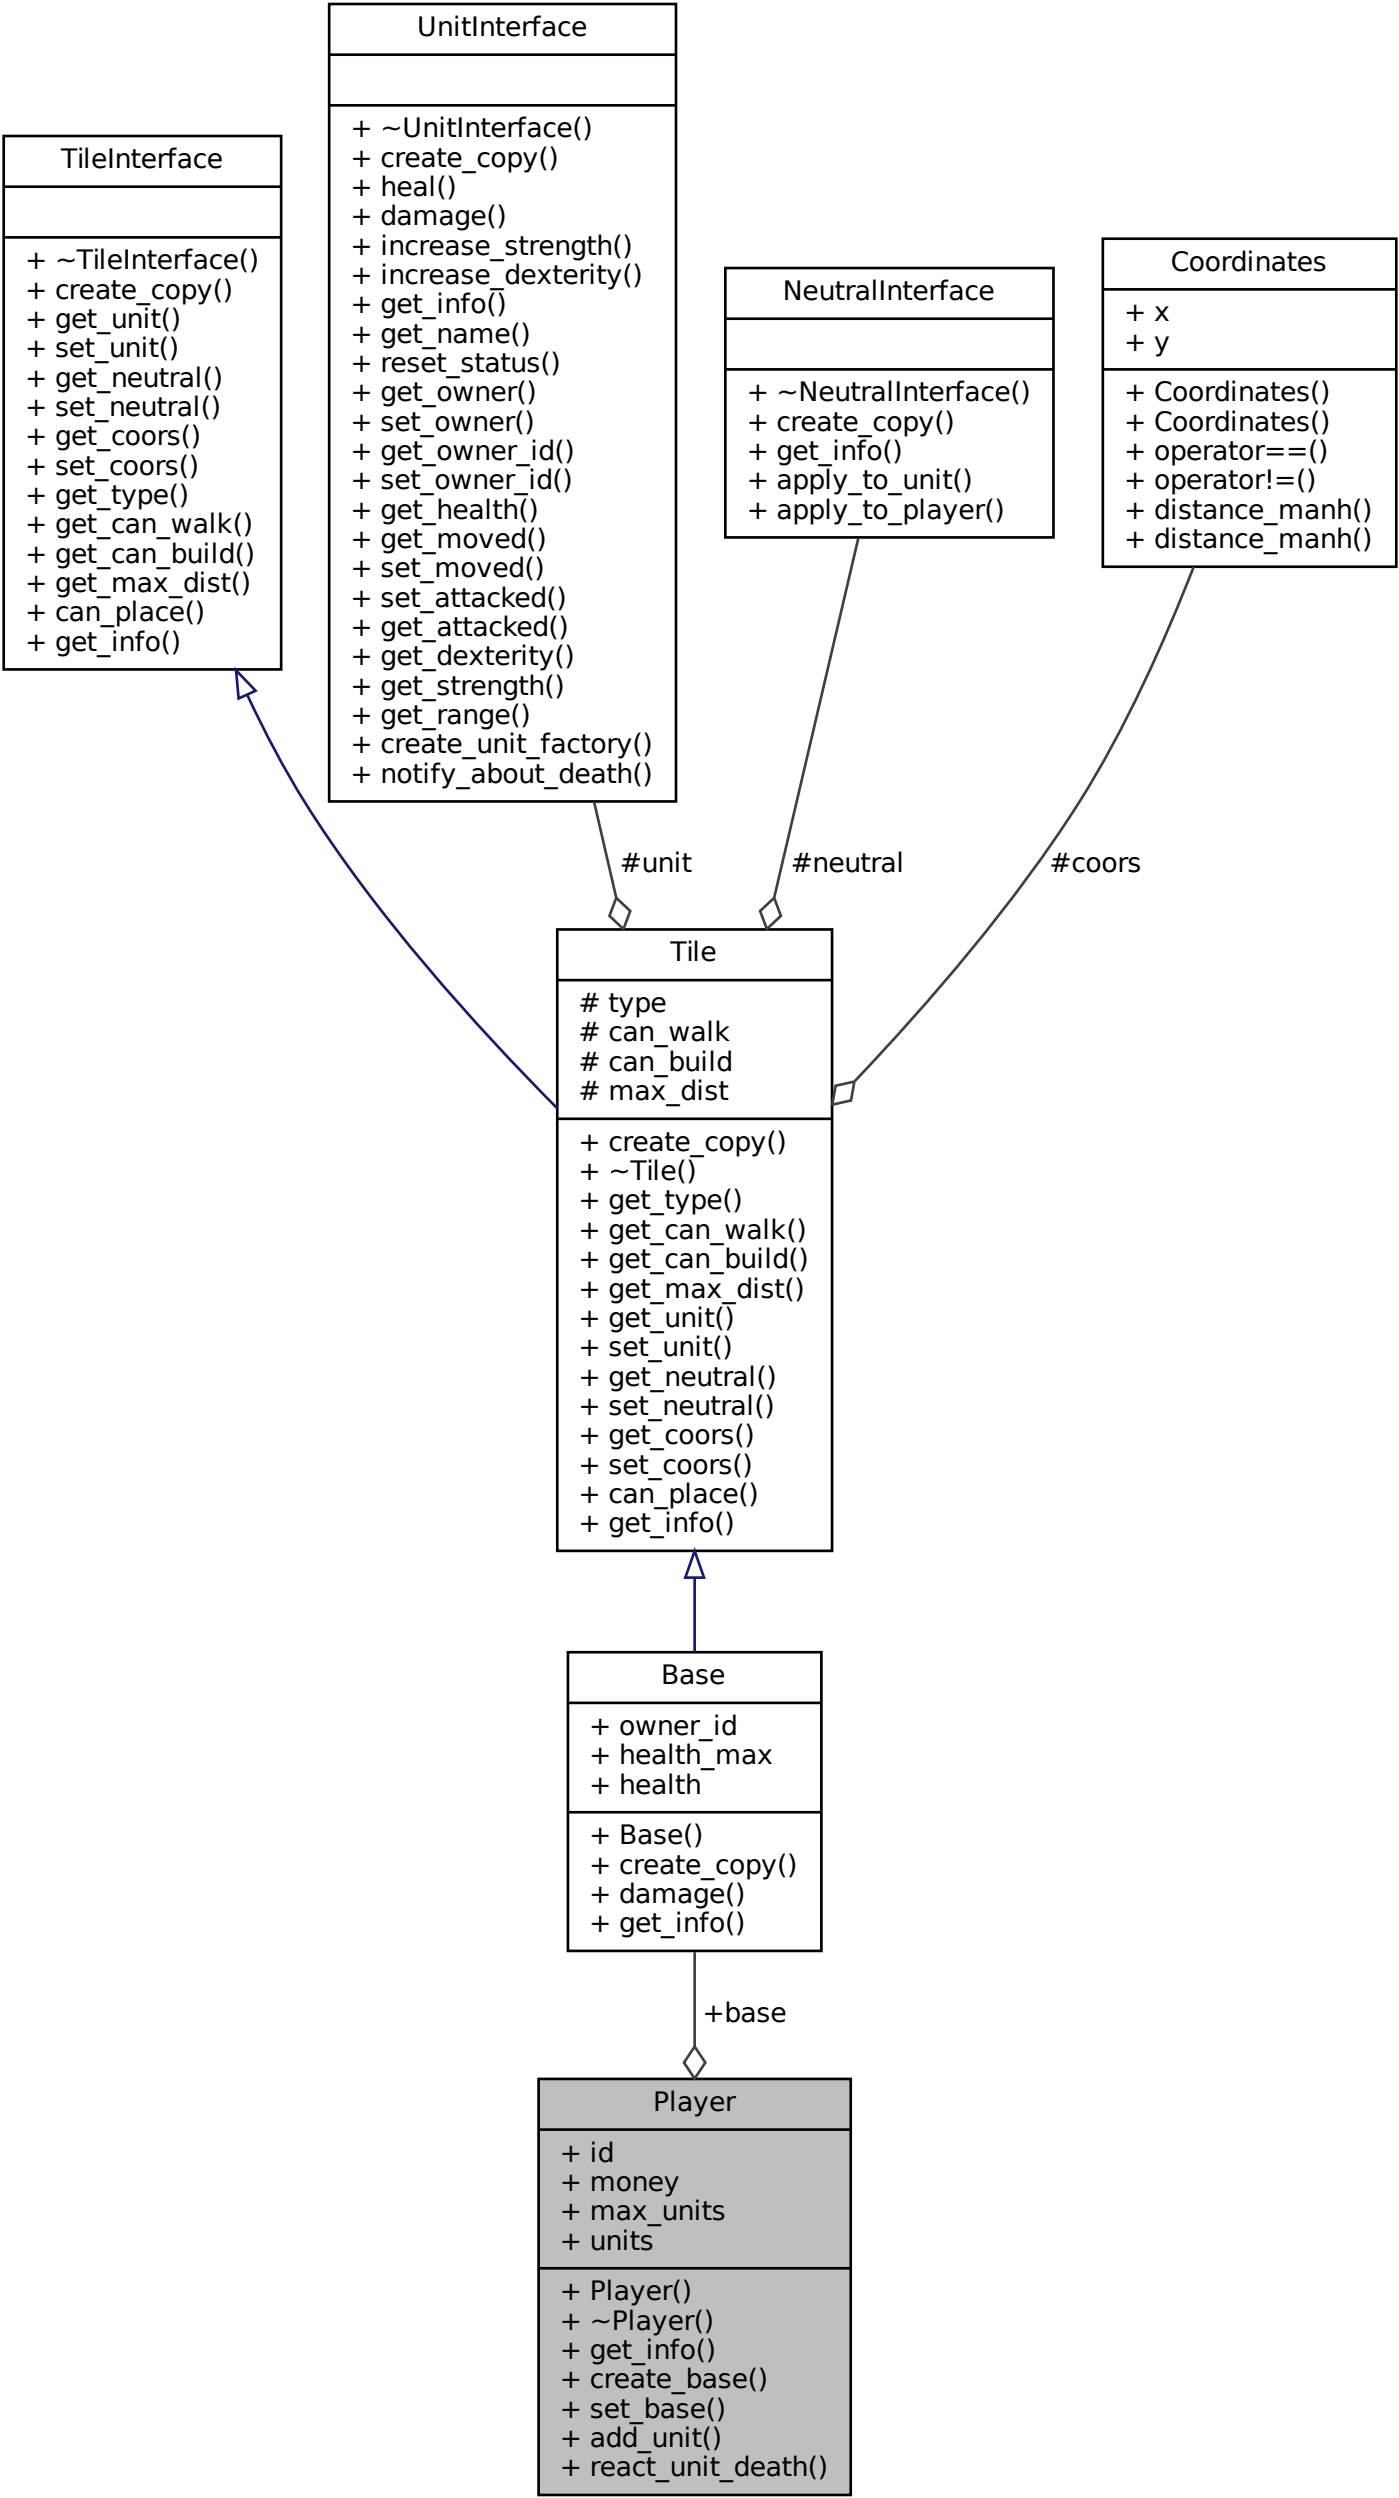 UnitInterface
+ ~UnitInterface()
+ create_copy()
+ heal()
+ damage()
+ increase_strength()
+ increase_dexterity()
+ get_info()
+ get_name()
+ reset_status()
+ get_owner()
+ set_owner()
+ get_owner_id()
+ set_owner_id()
+ get_health()
+ get_moved()
+ set_moved()
+ set_attacked()
+ get_attacked()
+ get_dexterity()
+ get_strength()
+ get_range()
+ create_unit_factory()
+ notify_about_death()
TileInterface
+ ~TileInterface()
+ create_copy()
+ get_unit()
+ set_unit()
+ get_neutral()
+ set_neutral()
+ get_coors()
+ set_coors()
+ get_type()
+ get_can_walk()
+ get_can_build()
+ get_max_dist()
+ can_place()
+ get_info()
NeutralInterface
+ ~NeutralInterface()
+ create_copy()
+ get_info()
+ apply_to_unit()
+ apply_to_player()
Coordinates
+ x
+ y
+ Coordinates()
+ Coordinates()
+ operator==()
+ operator!=()
+ distance_manh()
+ distance_manh()
#unit
#neutral
#coors
Tile
# type
# can_walk
# can_build
# max_dist
+ create_copy()
+ ~Tile()
+ get_type()
+ get_can_walk()
+ get_can_build()
+ get_max_dist()
+ get_unit()
+ set_unit()
+ get_neutral()
+ set_neutral()
+ get_coors()
+ set_coors()
+ can_place()
+ get_info()
Base
+ owner_id
+ health_max
+ health
+ Base()
+ create_copy()
+ damage()
+ get_info()
+base
Player
+ id
+ money
+ max_units
+ units
+ Player()
+ ~Player()
+ get_info()
+ create_base()
+ set_base()
+ add_unit()
+ react_unit_death()